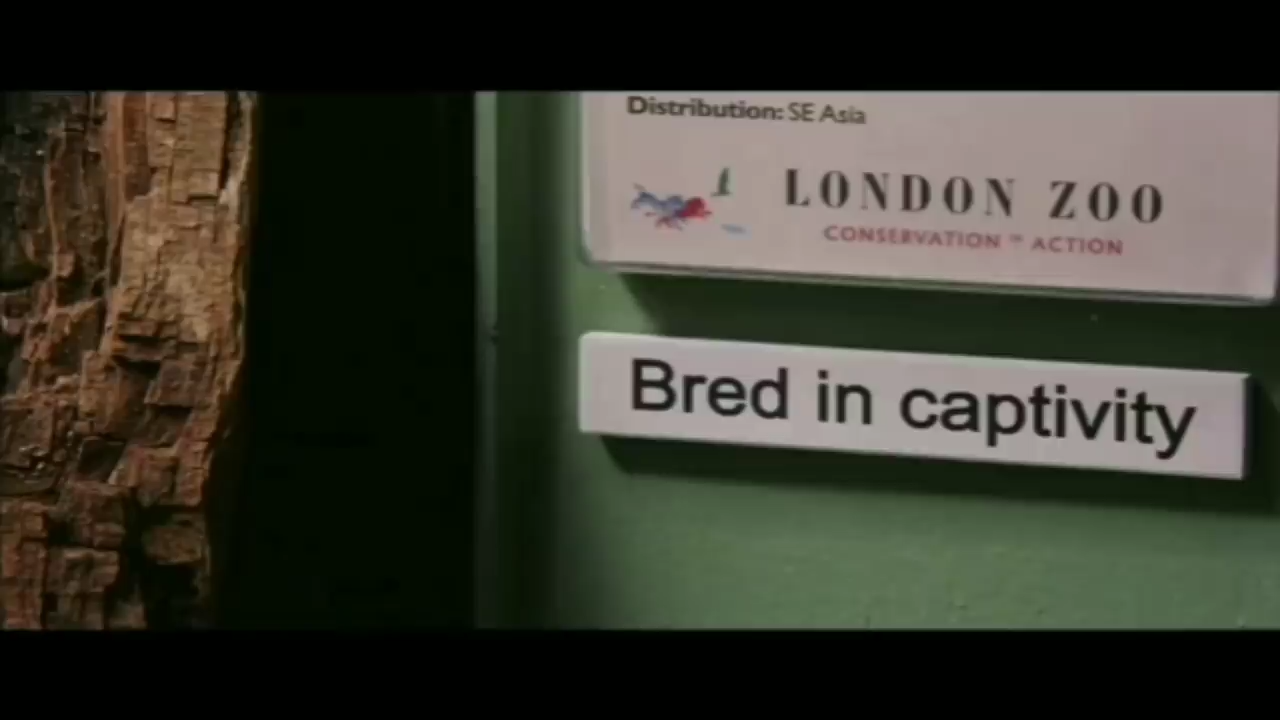 Distribution: SE Asia
LONDON ZOO
CONSERVATION IN ACTION
Bred in captivity